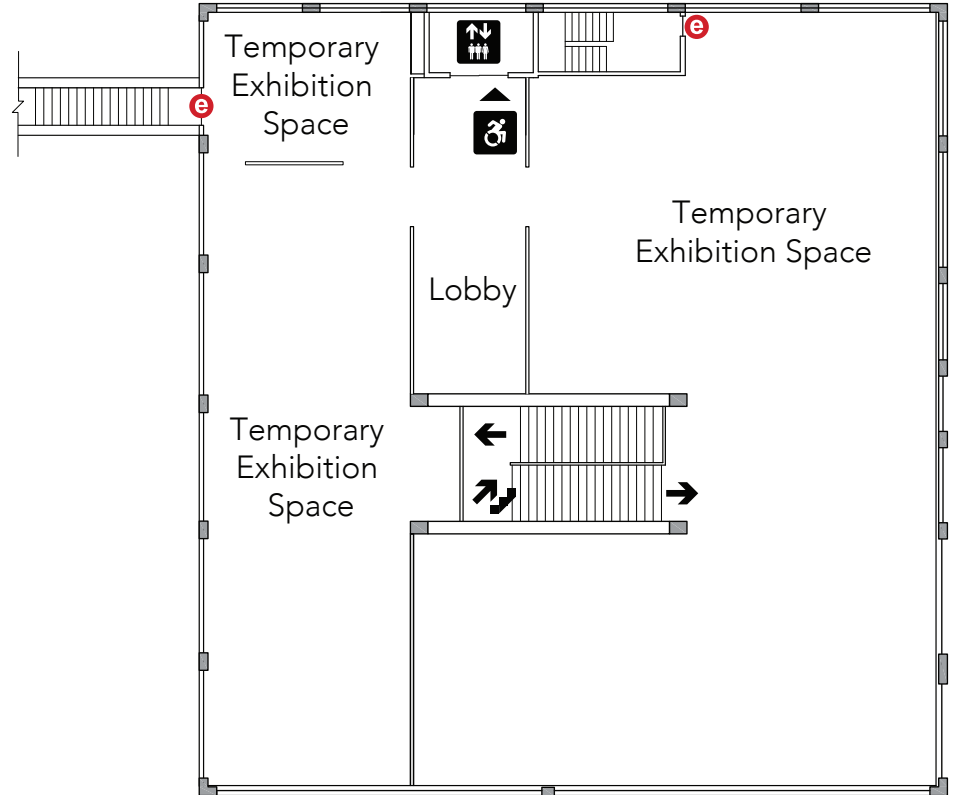 e
Temporary
Exhibition
Space
e
Temporary
Exhibition Space
Lobby
Temporary
Exhibition
Space